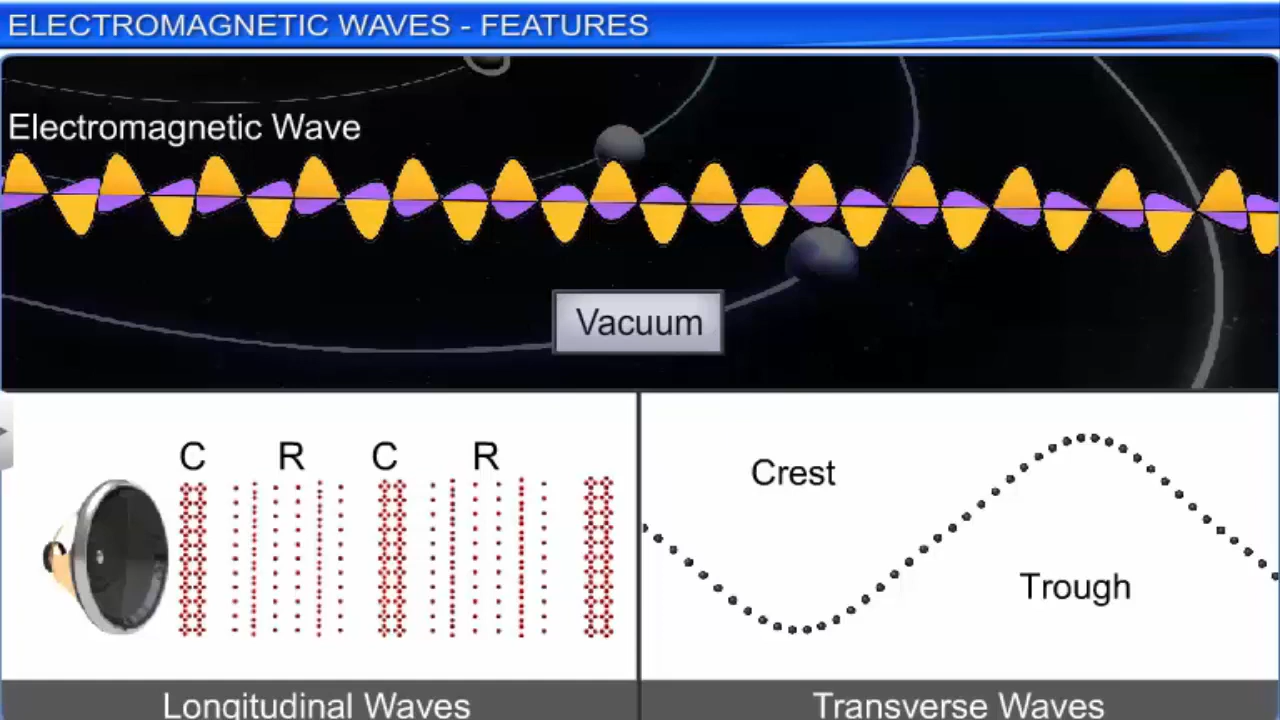 ELECTROMAGNETIC WAVES - FEATURES
Electromagnetic Wave
Vacuum
C R C R
Crest
Trough
Longitudinal Waves
Transverse Waves